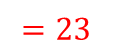 = 23